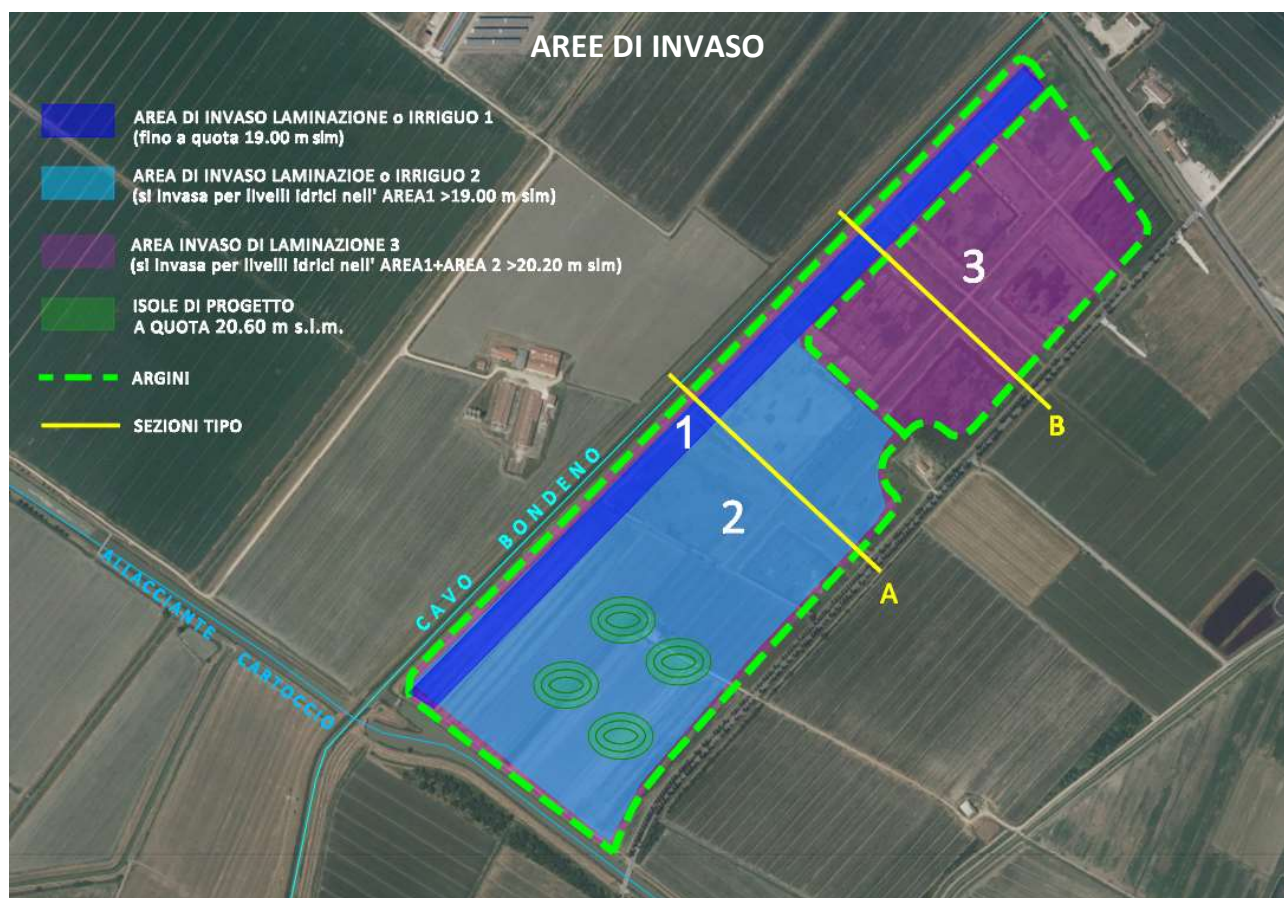 AREE DI INVASO
AREA DI INVASO LAMINAZIONE o IRRIGUO 1
(fino a quota 19.00 m slm)
AREA DI INVASO LAMINAZIOE o IRRIGUO 2
(si invasa per livelli idrici nell' AREA1 >19.00 m slm)
AREA INVASO DI LAMINAZIONE 3
(si invasa per livelli idrici nell' AREA1+AREA 2 >20.20 m slm)
ISOLE DI PROGETTO
A QUOTA 20.60 m s.l.m.
ARGINI
SEZIONI TIPO
3
B
1
2
A
CAVO BONDENO
ALLACCIANTE CARTOCCIO